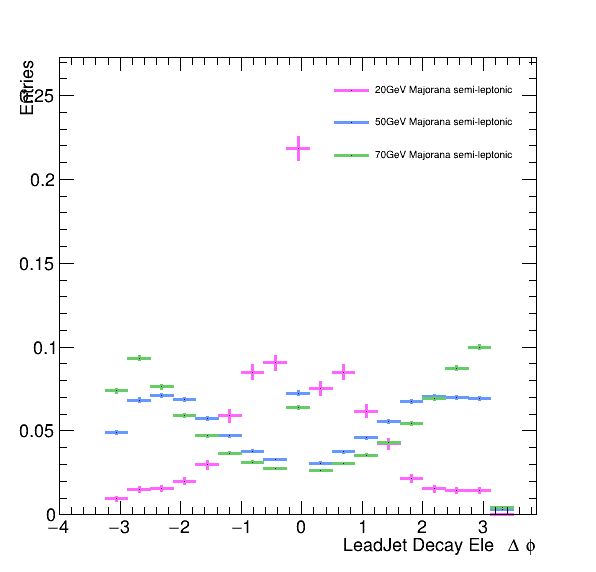 Entries
20GeV Majorana semi-leptonic
50GeV Majorana semi-leptonic
70GeV Majorana semi-leptonic
0.25
0.2
0.15
0.1
0.05
0
−4 −3 −2 −1 0 1 2 3
LeadJet Decay Ele Δ ϕ